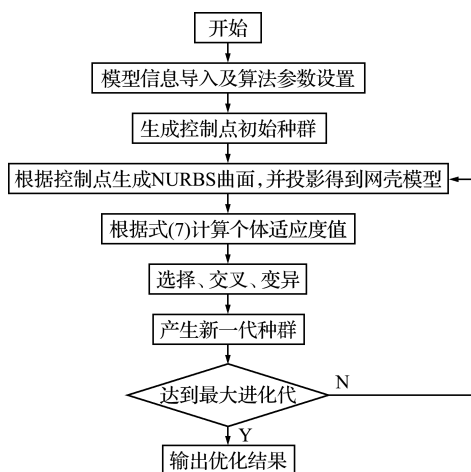 开始
模型信息导入及算法参数设置
生成控制点初始种群
根据控制点生成NURBS曲面,并投影得到网壳模型
根据式(7)计算个体适应度值
选择、交叉、变异
产生新一代种群
达到最大进化代
N
Y
输出优化结果